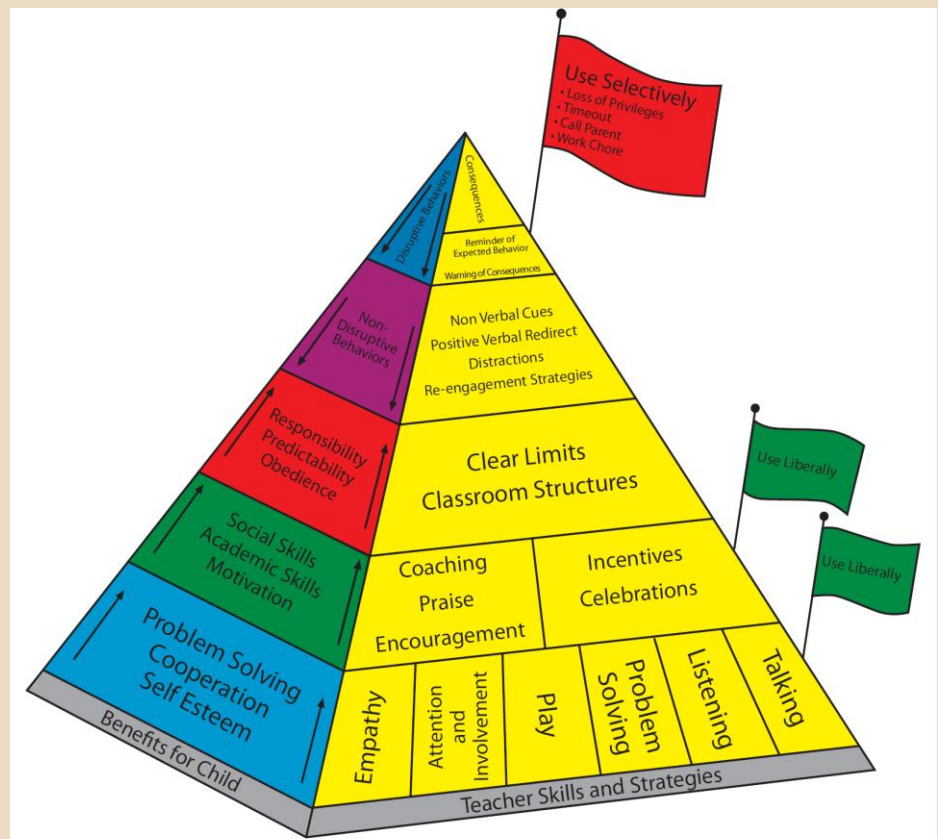 Use Selectively
• Loss of Privileges
• Timeout
• Call Parent
• Work Chore
Disruptive Behaviors
Consequences
Reminder of
Expected Behavior
Warning of Consequences
Non-
Disruptive
Behaviors
Non Verbal Cues
Positive Verbal Redirect
Distractions
Re-engagement Strategies
Responsibility
Predictability
Obedience
Clear Limits
Classroom Structures
Use Liberally
Social Skills
Academic Skills
Motivation
Coaching
Praise
Encouragement
Incentives
Celebrations
Use Liberally
Problem Solving
Cooperation
Self Esteem
Empathy
Attention
and
Involvement
Play
Problem
Solving
Listening
Talking
Benefits for Child
Teacher Skills and Strategies